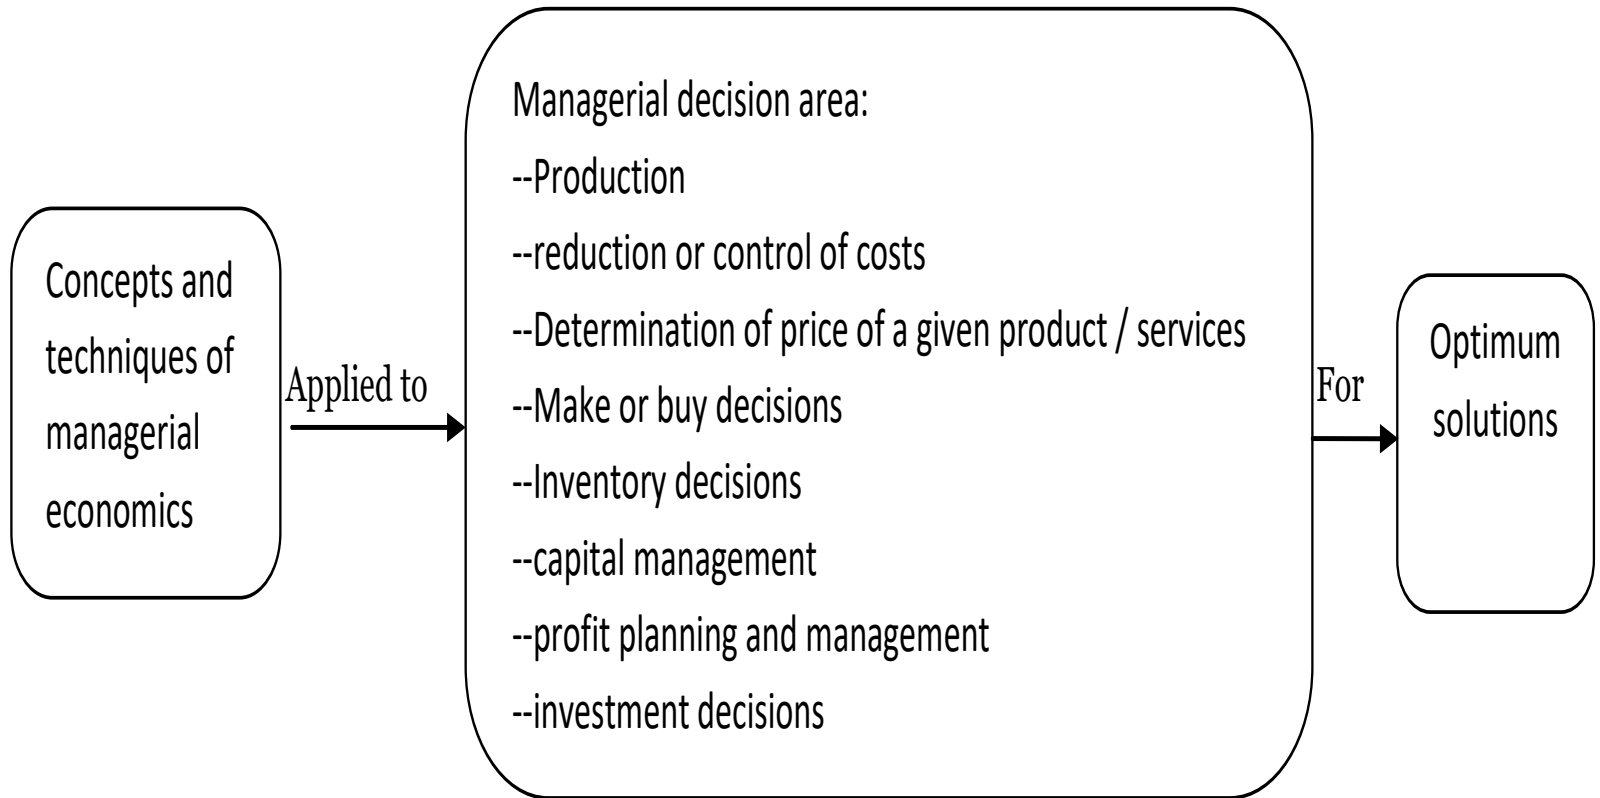 Concepts and
techniques of
managerial
economics
Applied to
Managerial decision area:
--Production
--reduction or control of costs
--Determination of price of a given product / services
--Make or buy decisions
--Inventory decisions
--capital management
--profit planning and management
--investment decisions
For
Optimum
solutions